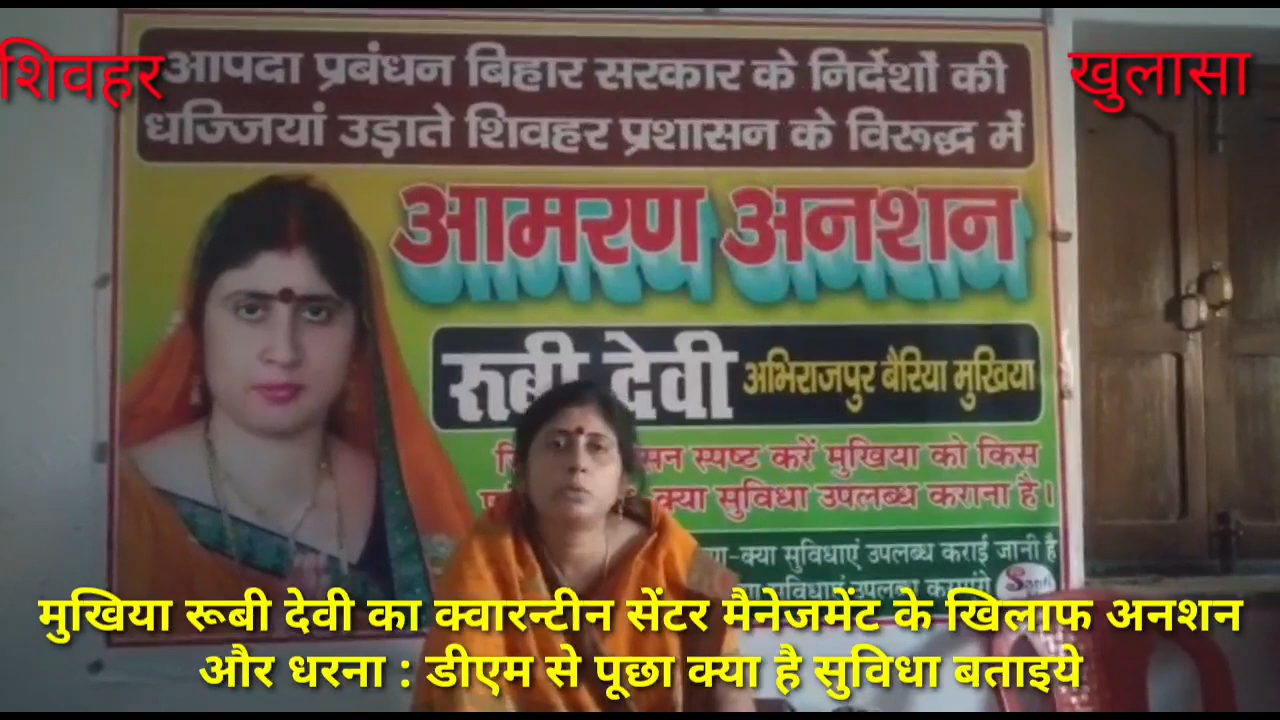 शिवहर
खुलासा
आपदा प्रबंधन बिहार सरकार के निर्देशों की
धज्जियां उड़ाते शिवहर प्रशासन के विरूद्ध में
आमरण अनशन
रूबी देवी अभिराजपुर बैरिया मुखिया
स्पष्ट करें मुखिया को किस
क्या सुविधा उपलब्ध कराना है।
क्या सुविधाएं उपलब्ध कराई जानी है
सुविधाएं उपलब्ध
मुखिया रूबी देवी का क्वारन्टीन सेंटर मैनेजमेंट के खिलाफ अनशन
और धरना : डीएम से पूछा क्या है सुविधा बताइये